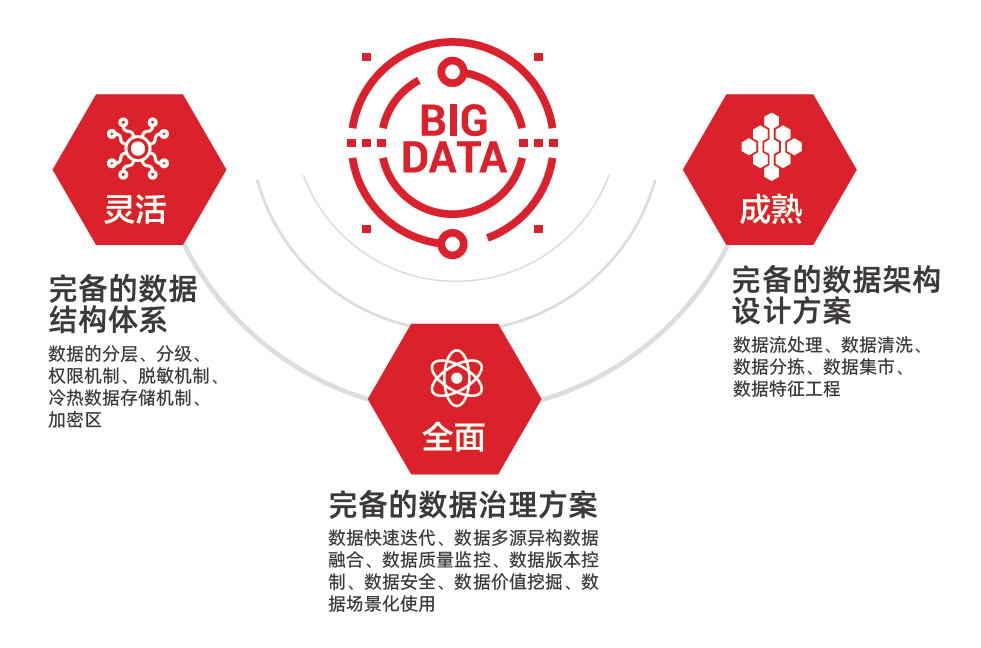 BIG
DATA
灵活
完备的数据
结构体系
数据的分层、分级、
权限机制、脱敏机制、
冷热数据存储机制、
加密区
全面
完备的数据治理方案
数据快速迭代、数据多源异构数据
融合、数据质量监控、数据版本控
制、数据安全、数据价值挖掘、数
据场景化使用
成熟
完备的数据架构
设计方案
数据流处理、数据清洗、
数据分拣、数据集市、
数据特征工程